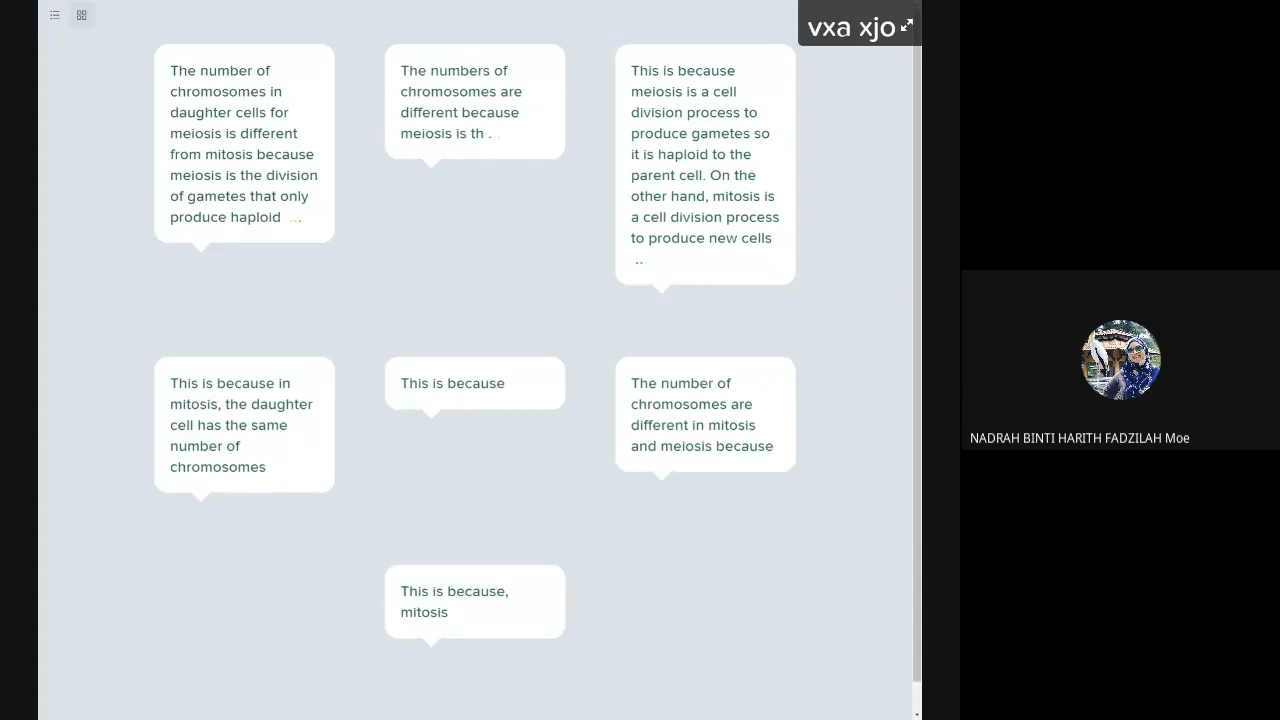 vxa xjo
The number of
chromosomes in
daughter cells for
meiosis is different
from mitosis because
meiosis is the division
of gametes that only
produce haploid ...
The numbers of
chromosomes are
different because
meiosis is th ...
This is because
meiosis is a cell
division process to
produce gametes so
it is haploid to the
parent cell. On the
other hand, mitosis is
a cell division process
to produce new cells
...
This is because in
mitosis, the daughter
cell has the same
number of
chromosomes
This is because
The number of
chromosomes are
different in mitosis
and meiosis because
This is because,
mitosis
NADRAH BINTI HARITH FADZILAH Moe